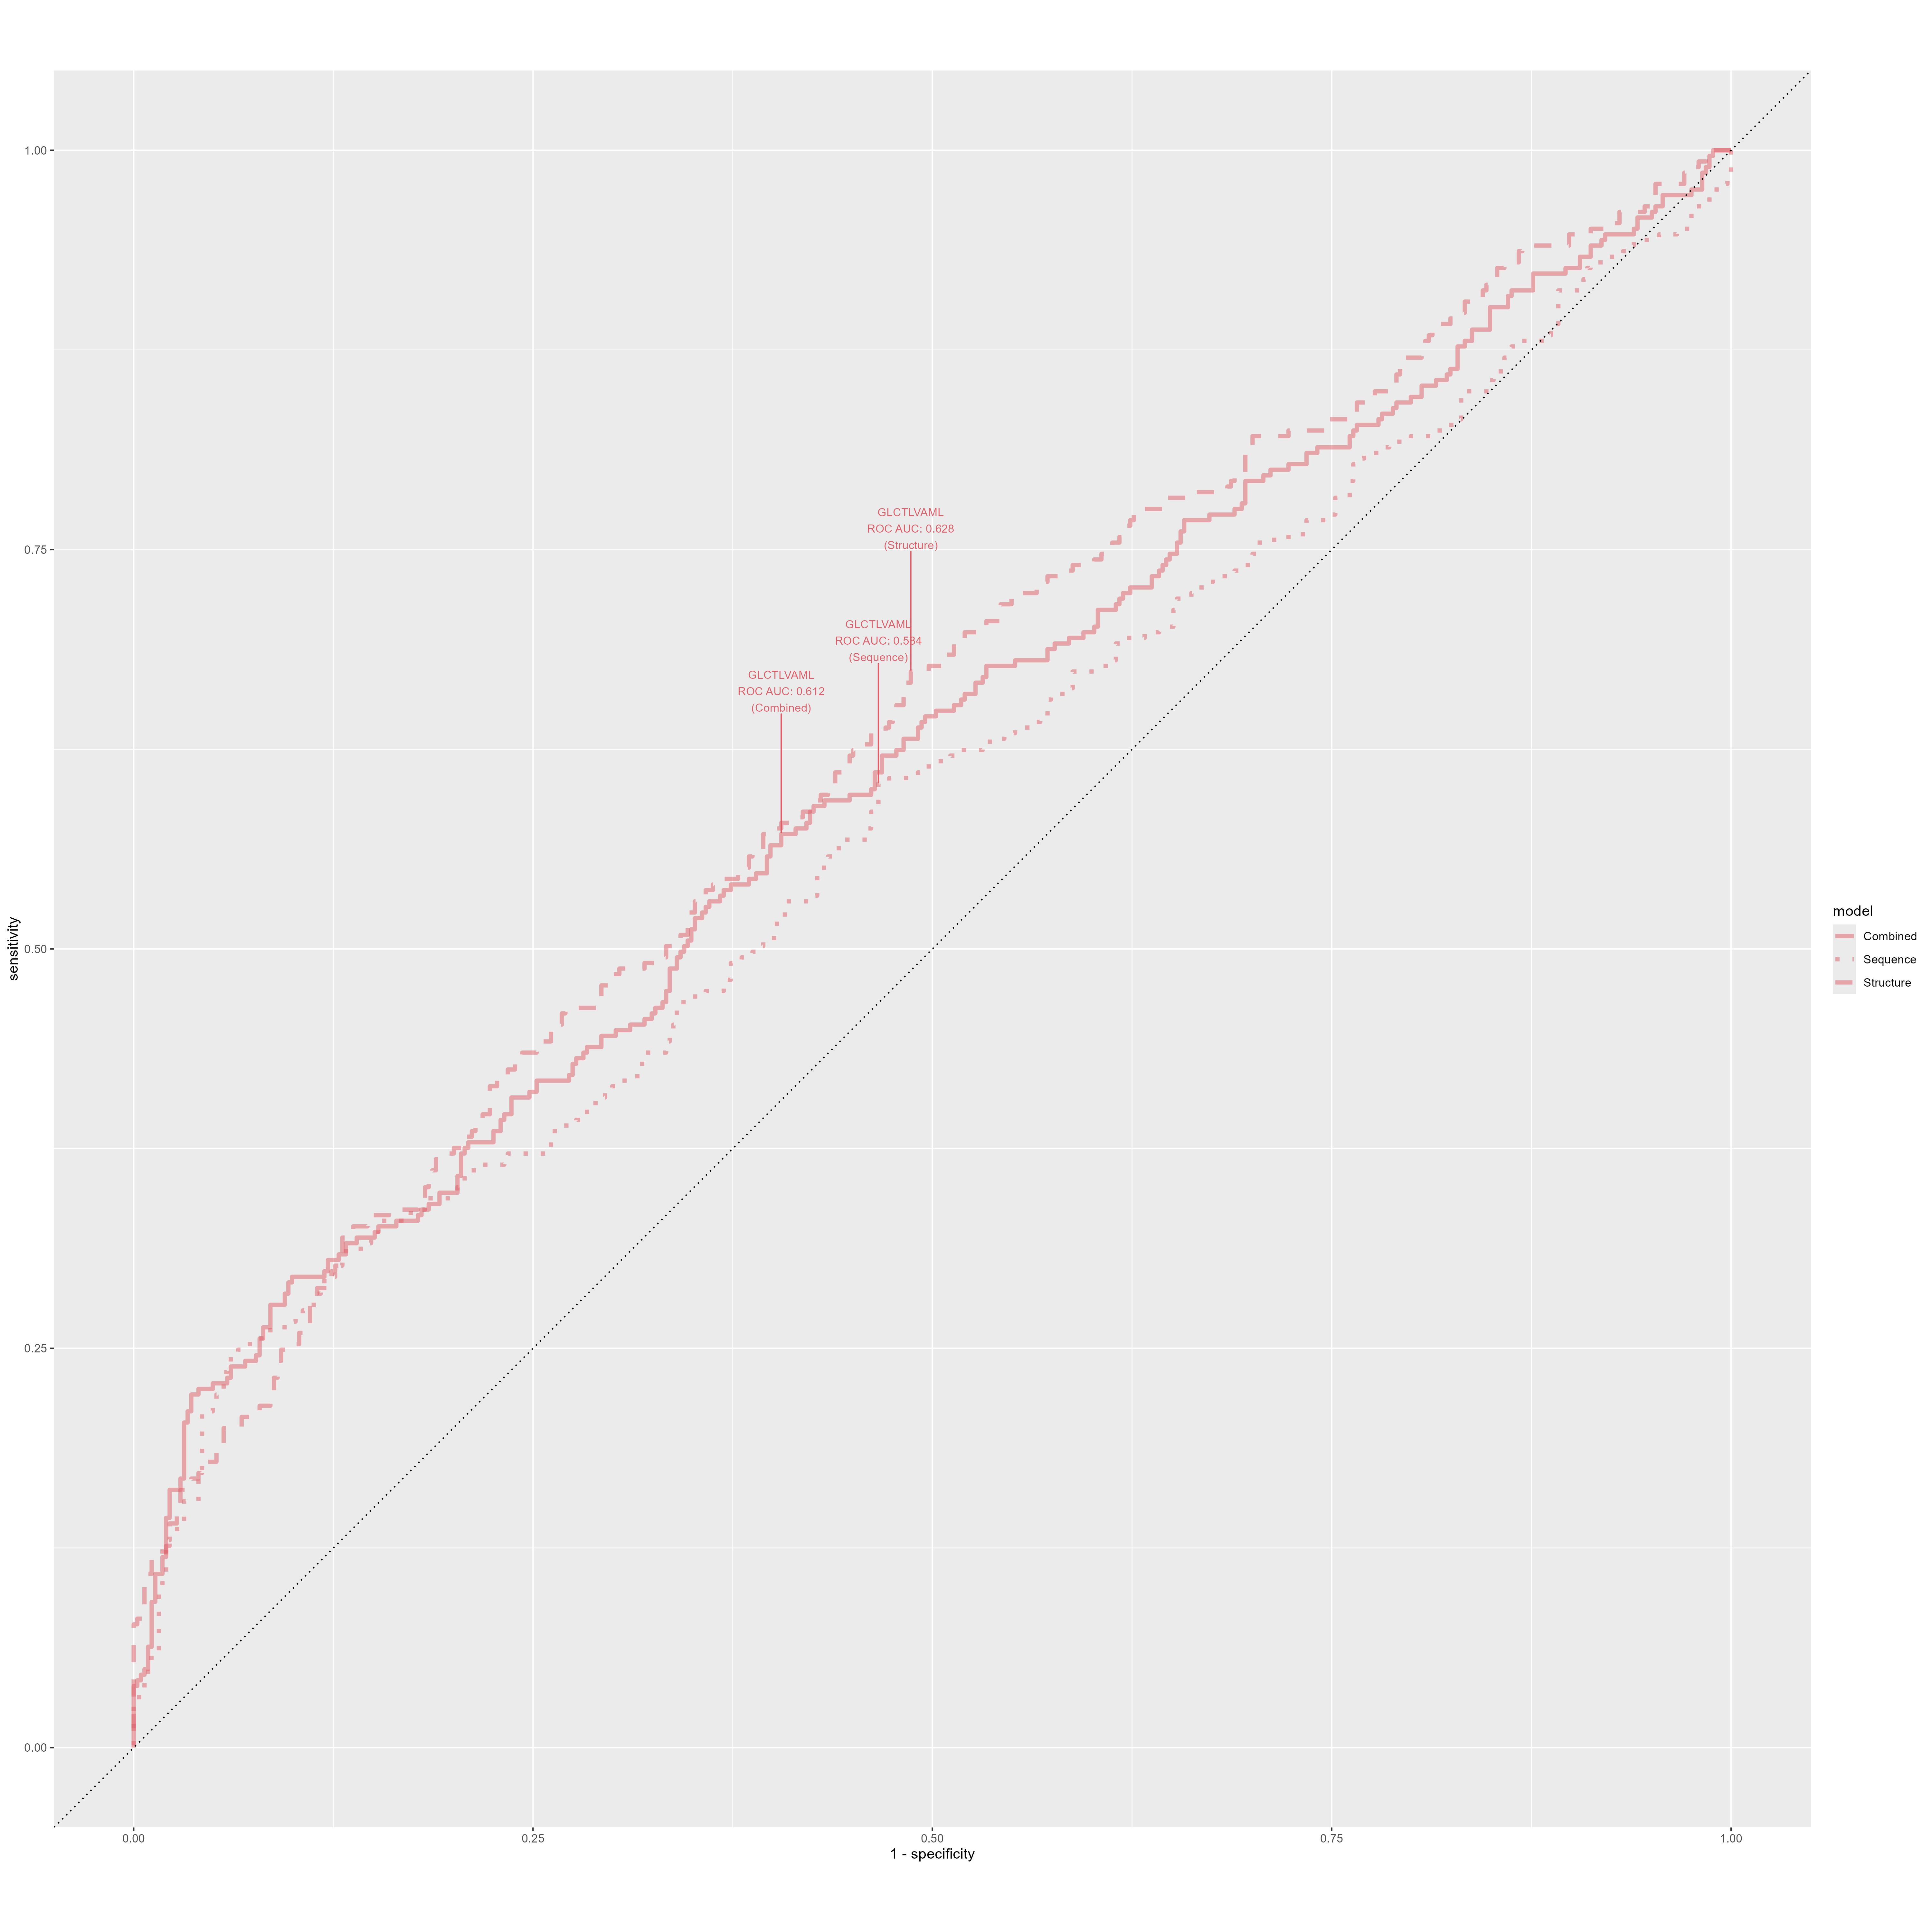 1.00
0.75
0.50
0.25
0.00
sensitivity
GLCTLVAML
ROC AUC: 0.628
(Structure)
GLCTLVAML
ROC AUC: 0.584
(Sequence)
GLCTLVAML
ROC AUC: 0.612
(Combined)
0.00
0.25
0.50
0.75
1.00
1 - specificity
model
Combined
Sequence
Structure